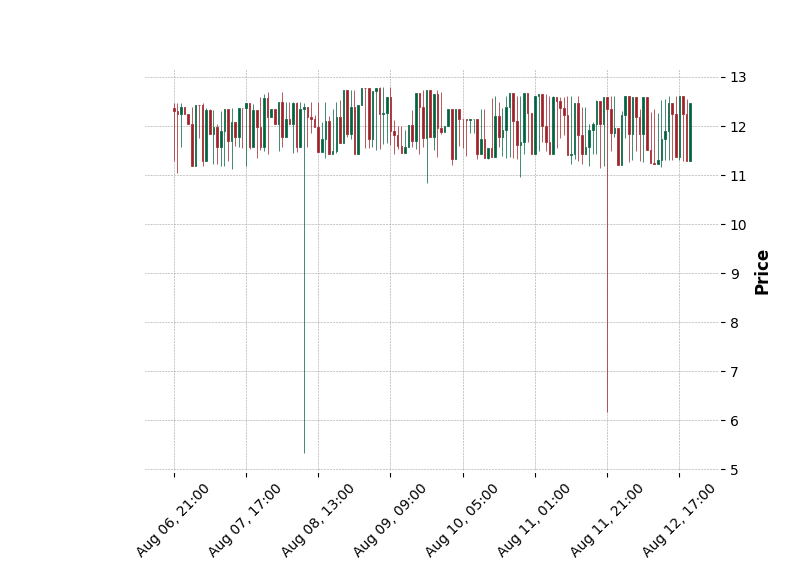 13
12
11
10
9
8
7
6
5
Price
Aug 06, 21:00
Aug 07, 17:00
Aug 08, 13:00
Aug 09, 09:00
Aug 10, 05:00
Aug 11, 01:00
Aug 11, 21:00
Aug 12, 17:00